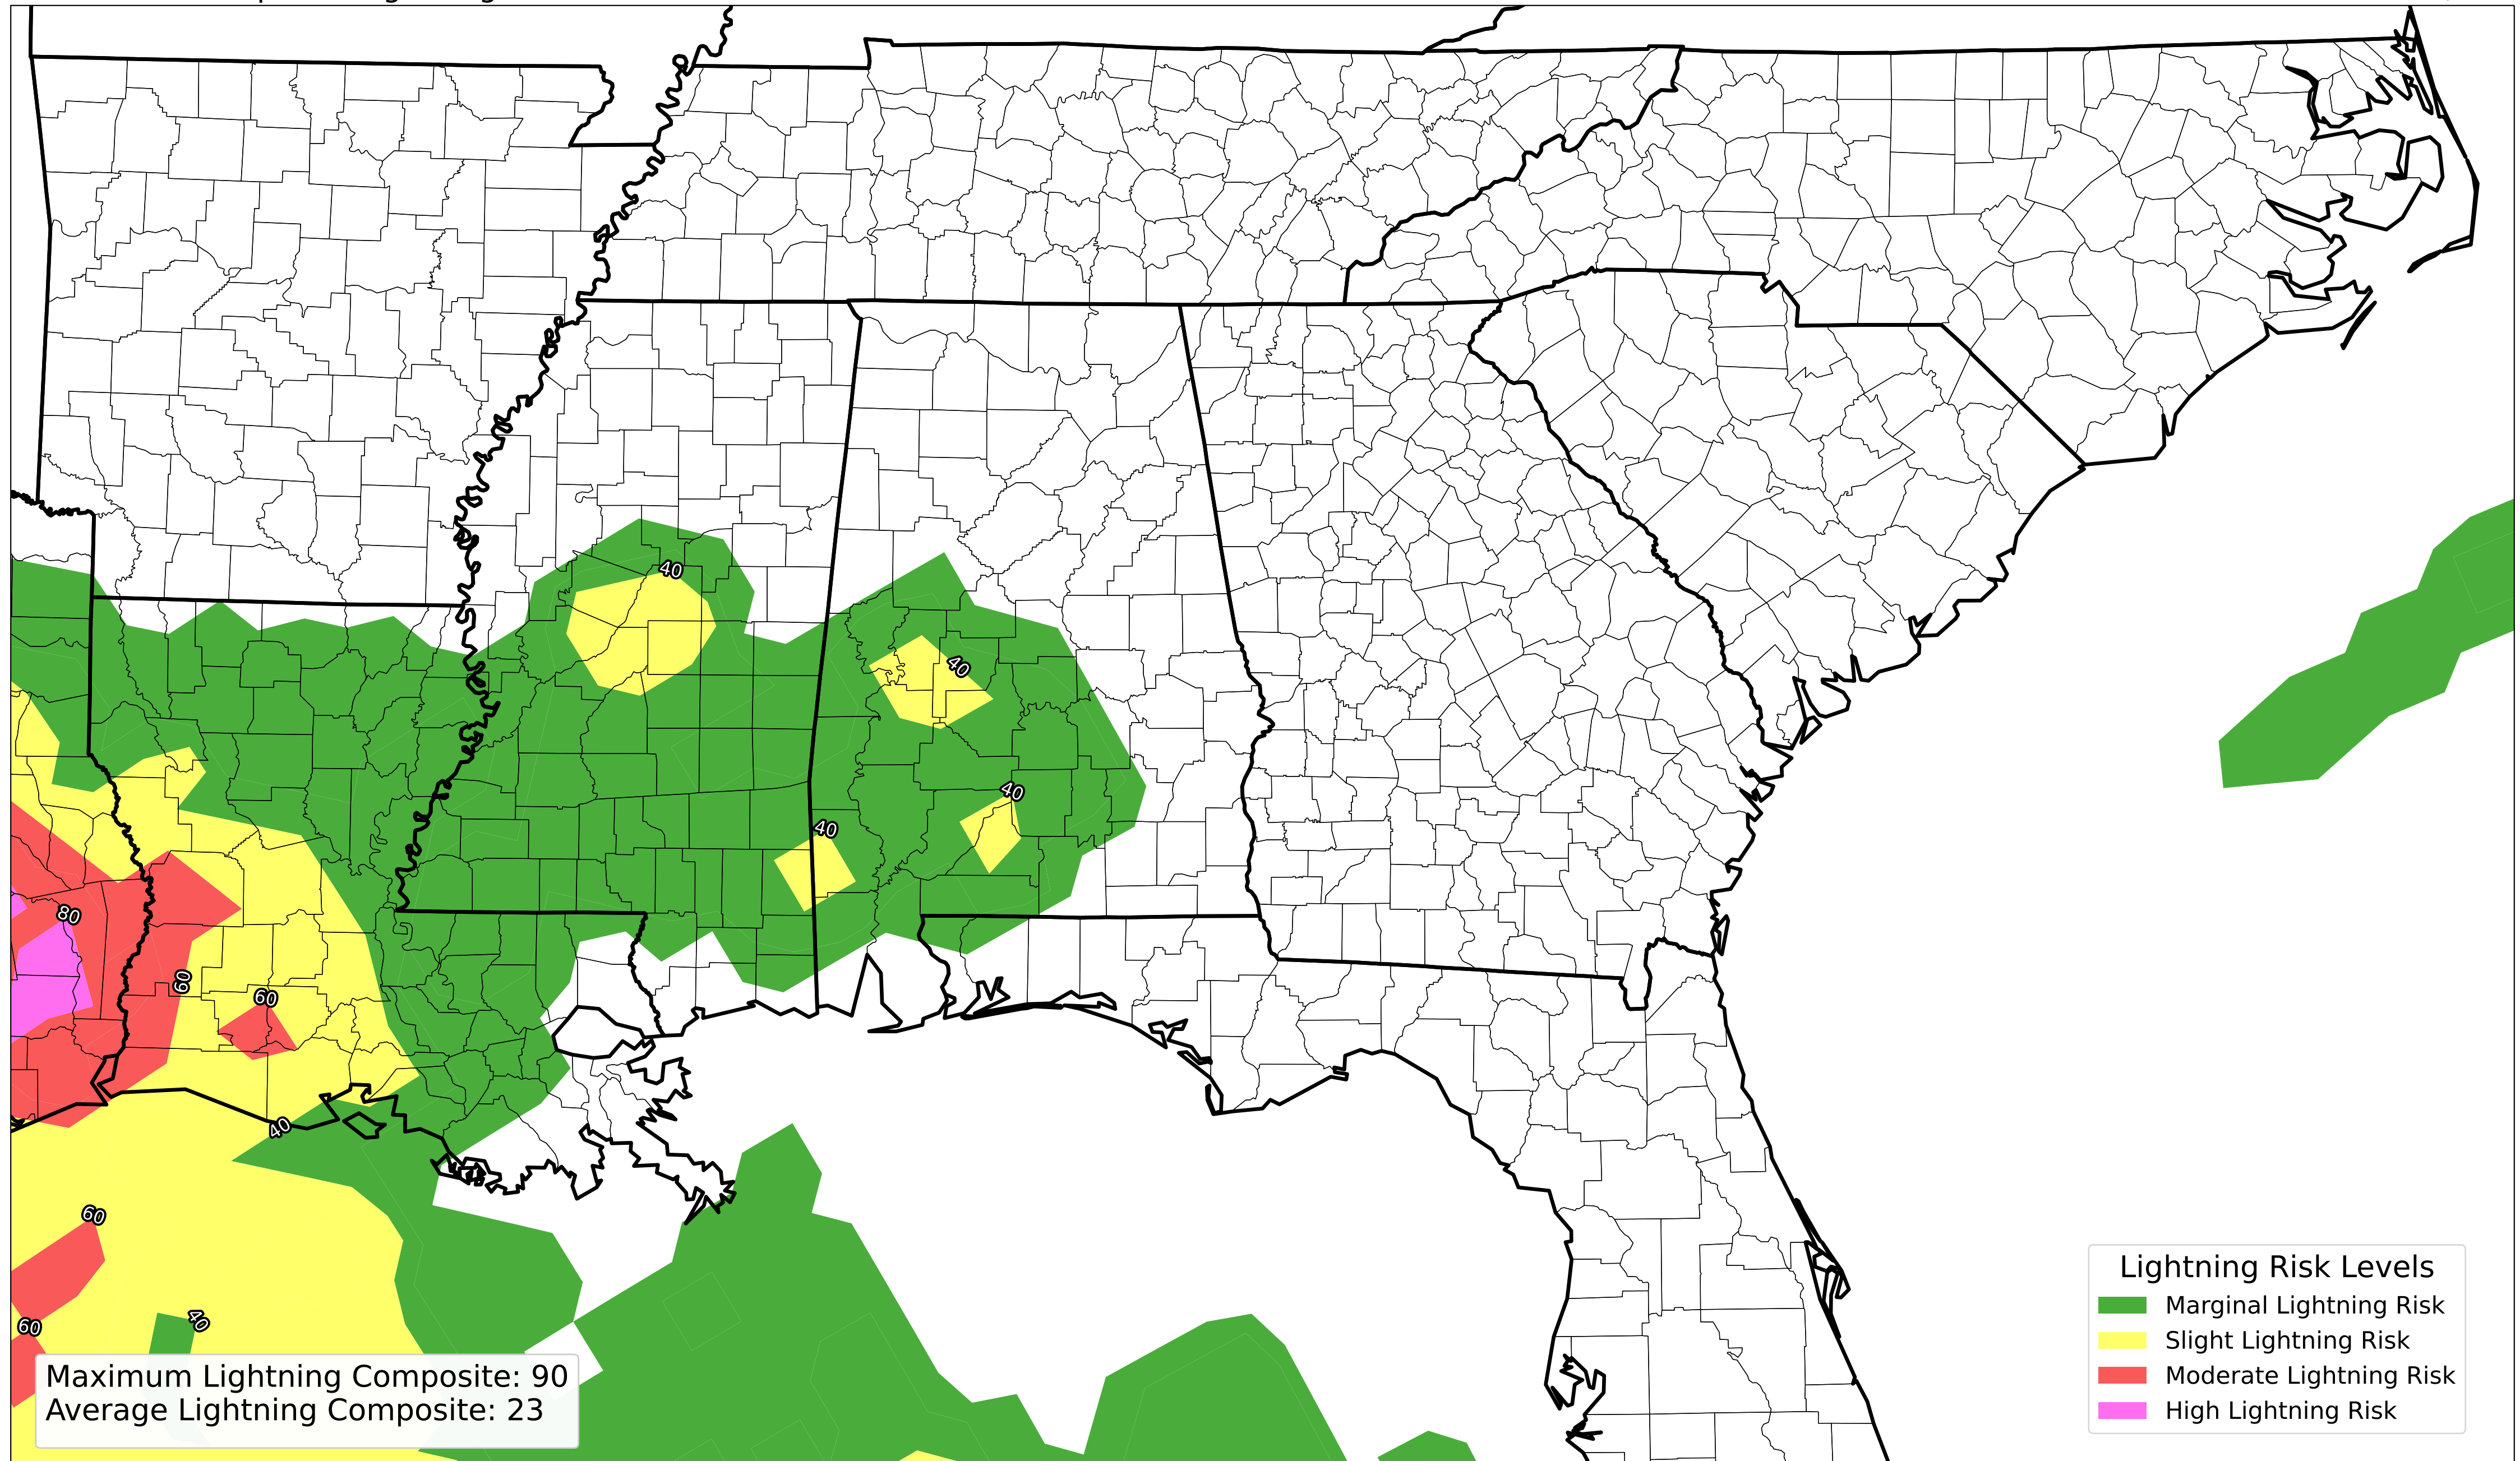 40
40
40
40
80
60
60
40
60
40
60
Lightning Risk Levels
Marginal Lightning Risk
Slight Lightning Risk
Moderate Lightning Risk
High Lightning Risk
Maximum Lightning Composite: 90
Average Lightning Composite: 23